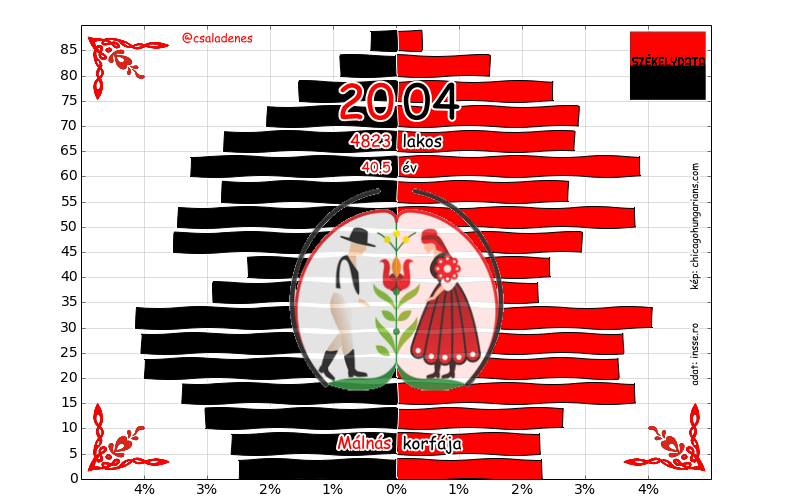 @csaladenes
SZÉKELYDATA
2004
4823 lakos
40.5 év
kép: chicagohungarians.com
adat: insse.ro
Málnás korfája
85
80
75
70
65
60
55
50
45
40
35
30
25
20
15
10
5
0
4% 3% 2% 1% 0% 1% 2% 3% 4%